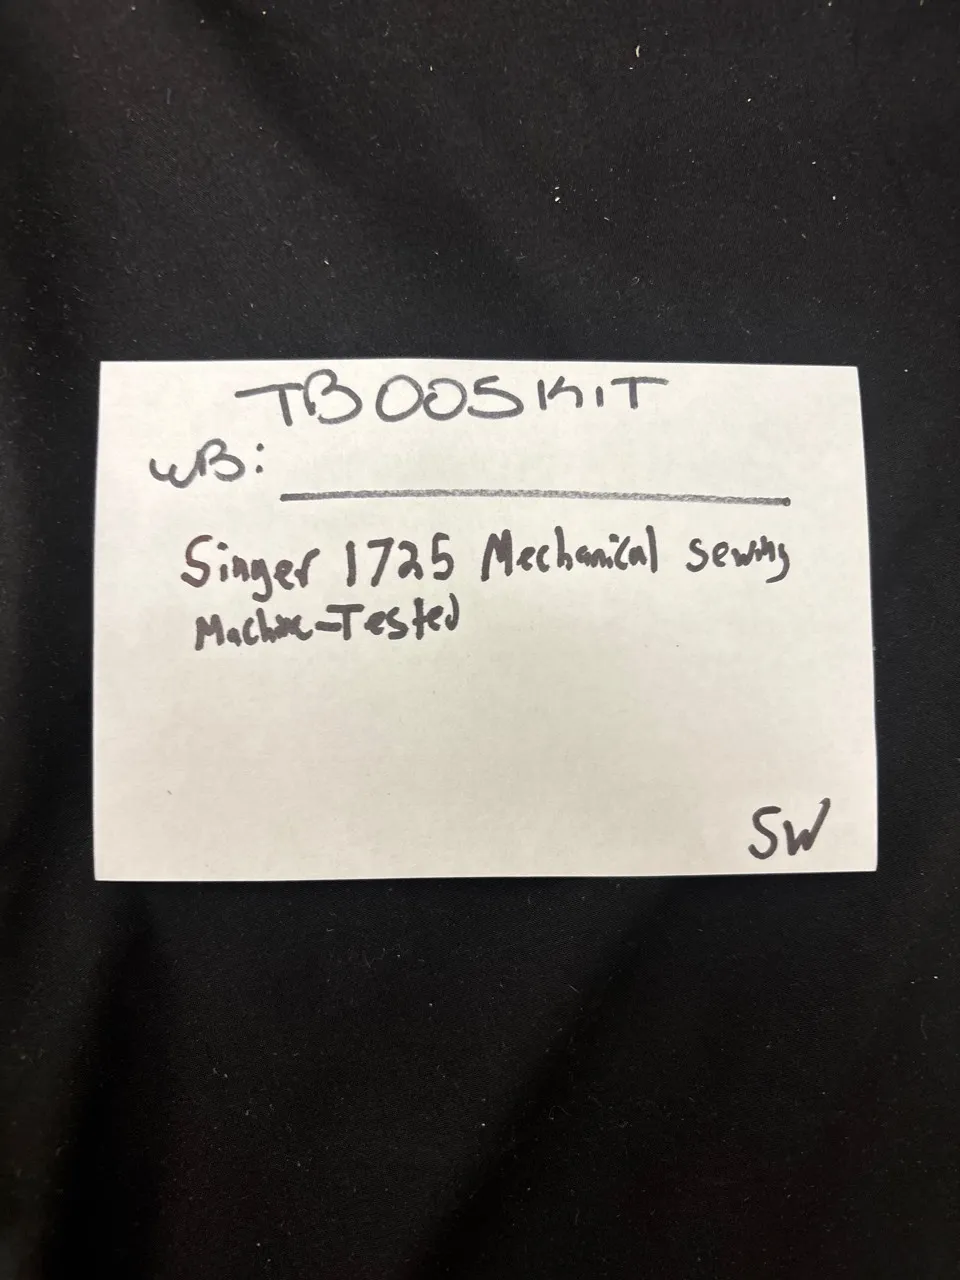 TB005KIT
WB:
Singer 1725 Mechanical Sewing
Machine-Tested
SW